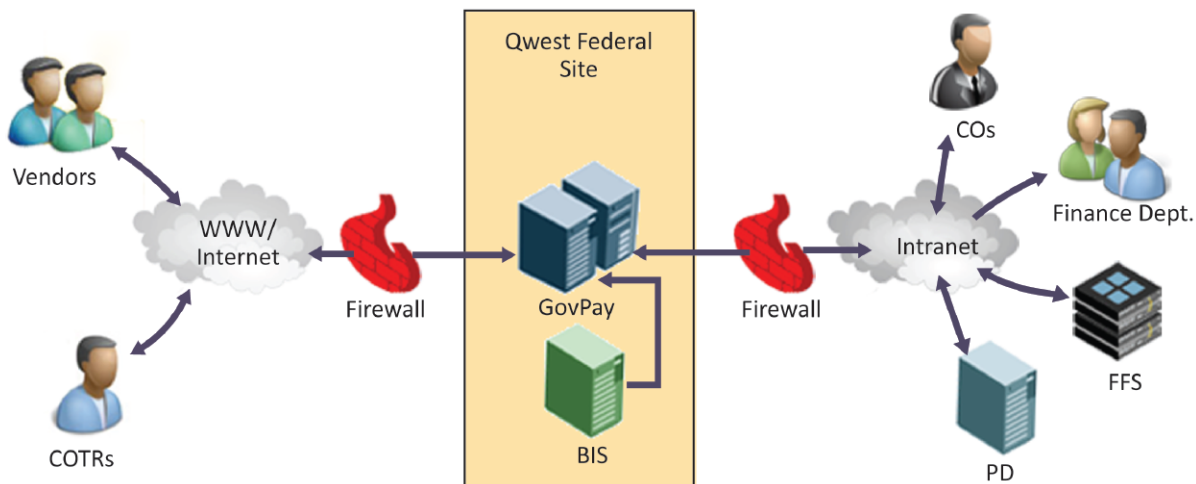 Qwest Federal
Site
Vendors
WWW/
Internet
Firewall
COTRs
GovPay
BIS
Firewall
Intranet
COs
Finance Dept.
FFS
PD